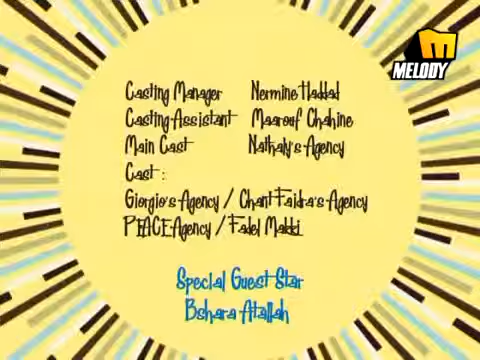 MELODY
Casting Manager Nermine Haddad
Casting Assistant Maarouf Chahine
Main Cast Nathaly's Agency
Cast :
Giorgio's Agency / Chant Faidra's Agency
PEACE Agency / Fadel Makki
Special Guest Star
Bshara Atallah